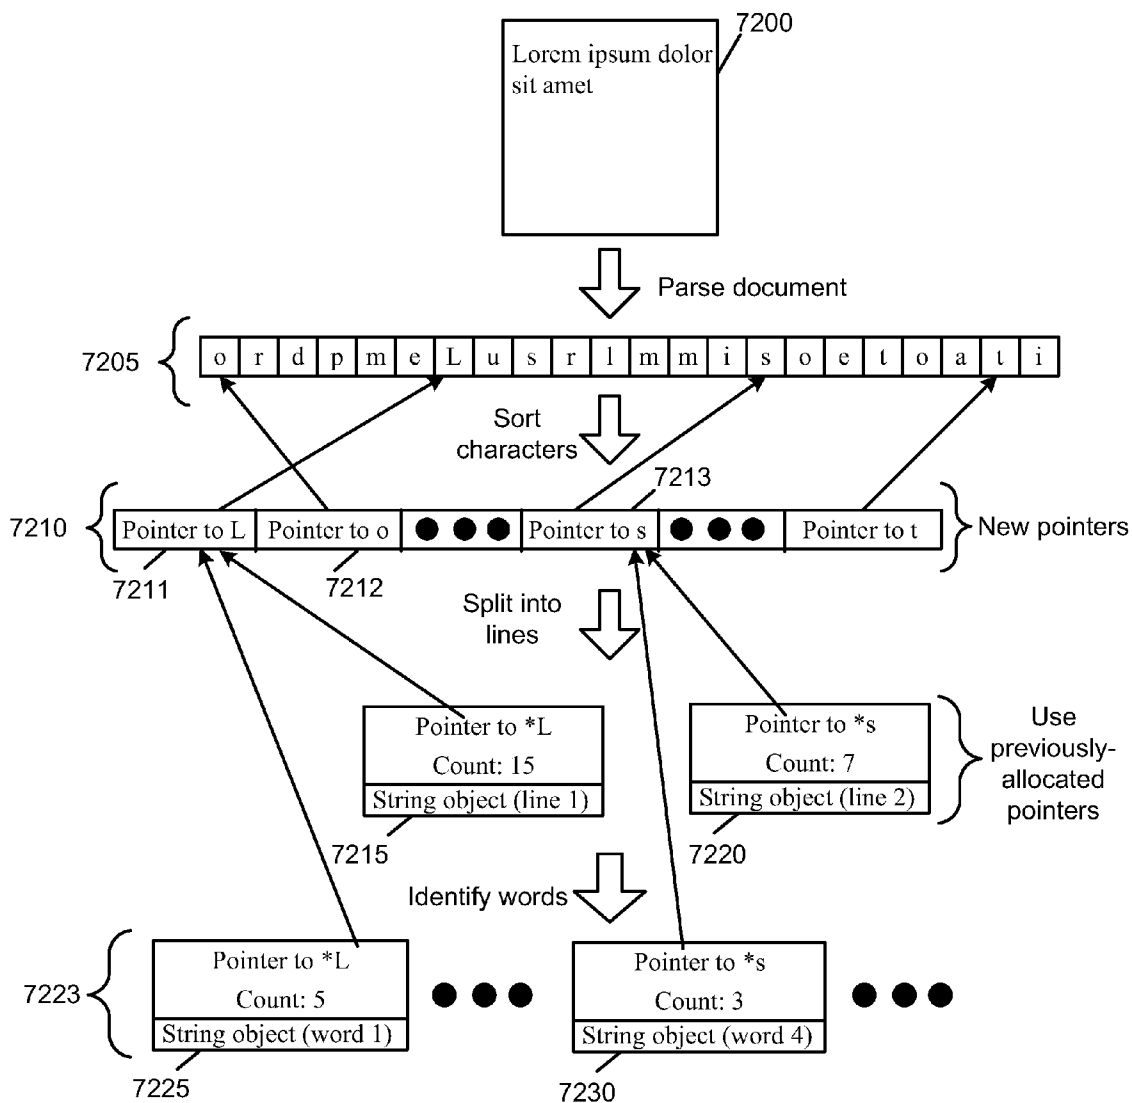 7200
Lorem ipsum dolor
sit amet
Parse document
7205
o r d p m e L u s r l m m i s o e t o a t i
Sort
characters
7213
7210
Pointer to L Pointer to o Pointer to s Pointer to t
New pointers
7211 7212
Split into
lines
Pointer to *L
Count: 15
String object (line 1)
7215
Pointer to *s
Count: 7
String object (line 2)
7220
Use
previously-
allocated
pointers
Identify words
7223
Pointer to *L
Count: 5
String object (word 1)
7225
Pointer to *s
Count: 3
String object (word 4)
7230